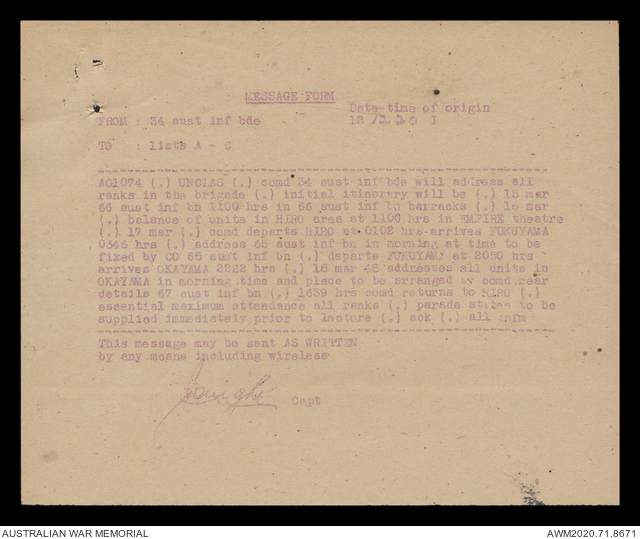 MESSAGE FORM
Date-time of origin
FROM : 34 aust inf bde
I
TO : lists A - C
AG1074 (.) UNCLAS (.) comd 34 aust inf bde will address all
ranks in the brigade (.) initial itinerary will be (.) 15 mar
66 aust inf bn 1100 hrs in 66 aust inf bn barracks (.) 16 mar
(.) balance of units in HIRO area at 1100 hrs in EMPIRE theatre
(.) 17 mar (.) comd departs HIRO at 0102 hrs arrives FUKUYAMA
0346 hrs (.) address 65 aust inf bn in morning at time to be
fixed by CO 65 aust inf bn (.) departs FUKUYAMA at 2050 hrs
arrives OKAYAMA 2222 hrs (.) 18 mar 48 addresses all units in
OKAYAMA in morning time and place to be arranged by comd rear
details 67 aust inf bn (.) 1639 hrs comd returns to HIRO (.)
essential maximum attendance all ranks (.) parade states to be
supplied immediately prior to lecture (.) ack (.) all
This message may be sent AS WRITTEN
by any means including wireless
Capt
AUSTRALIAN WAR MEMORIAL
AWM2020.71.8671